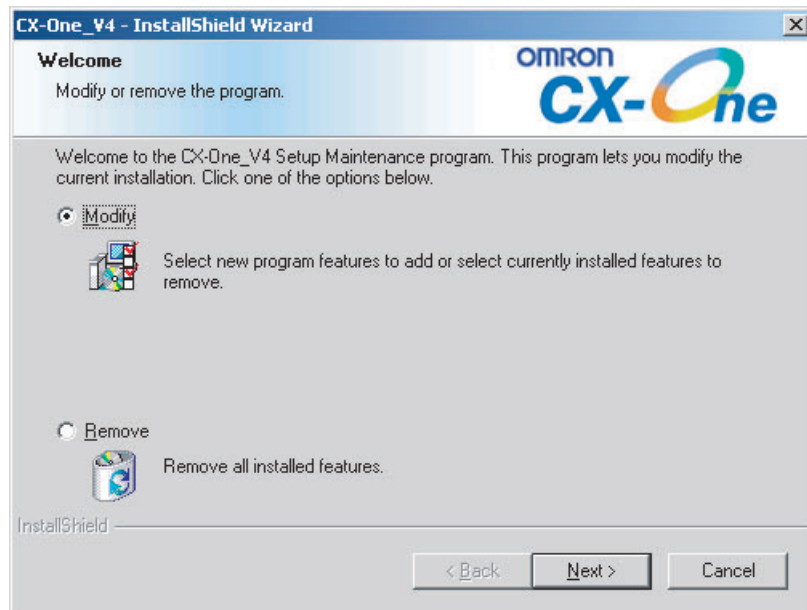 CX-One_V4 - InstallShield Wizard
Welcome
Modify or remove the program.
OMRON
CX-One
Welcome to the CX-One_V4 Setup Maintenance program. This program lets you modify the
current installation. Click one of the options below.
Modify
Select new program features to add or select currently installed features to
remove.
Remove
Remove all installed features.
InstallShield
< Back
Next >
Cancel